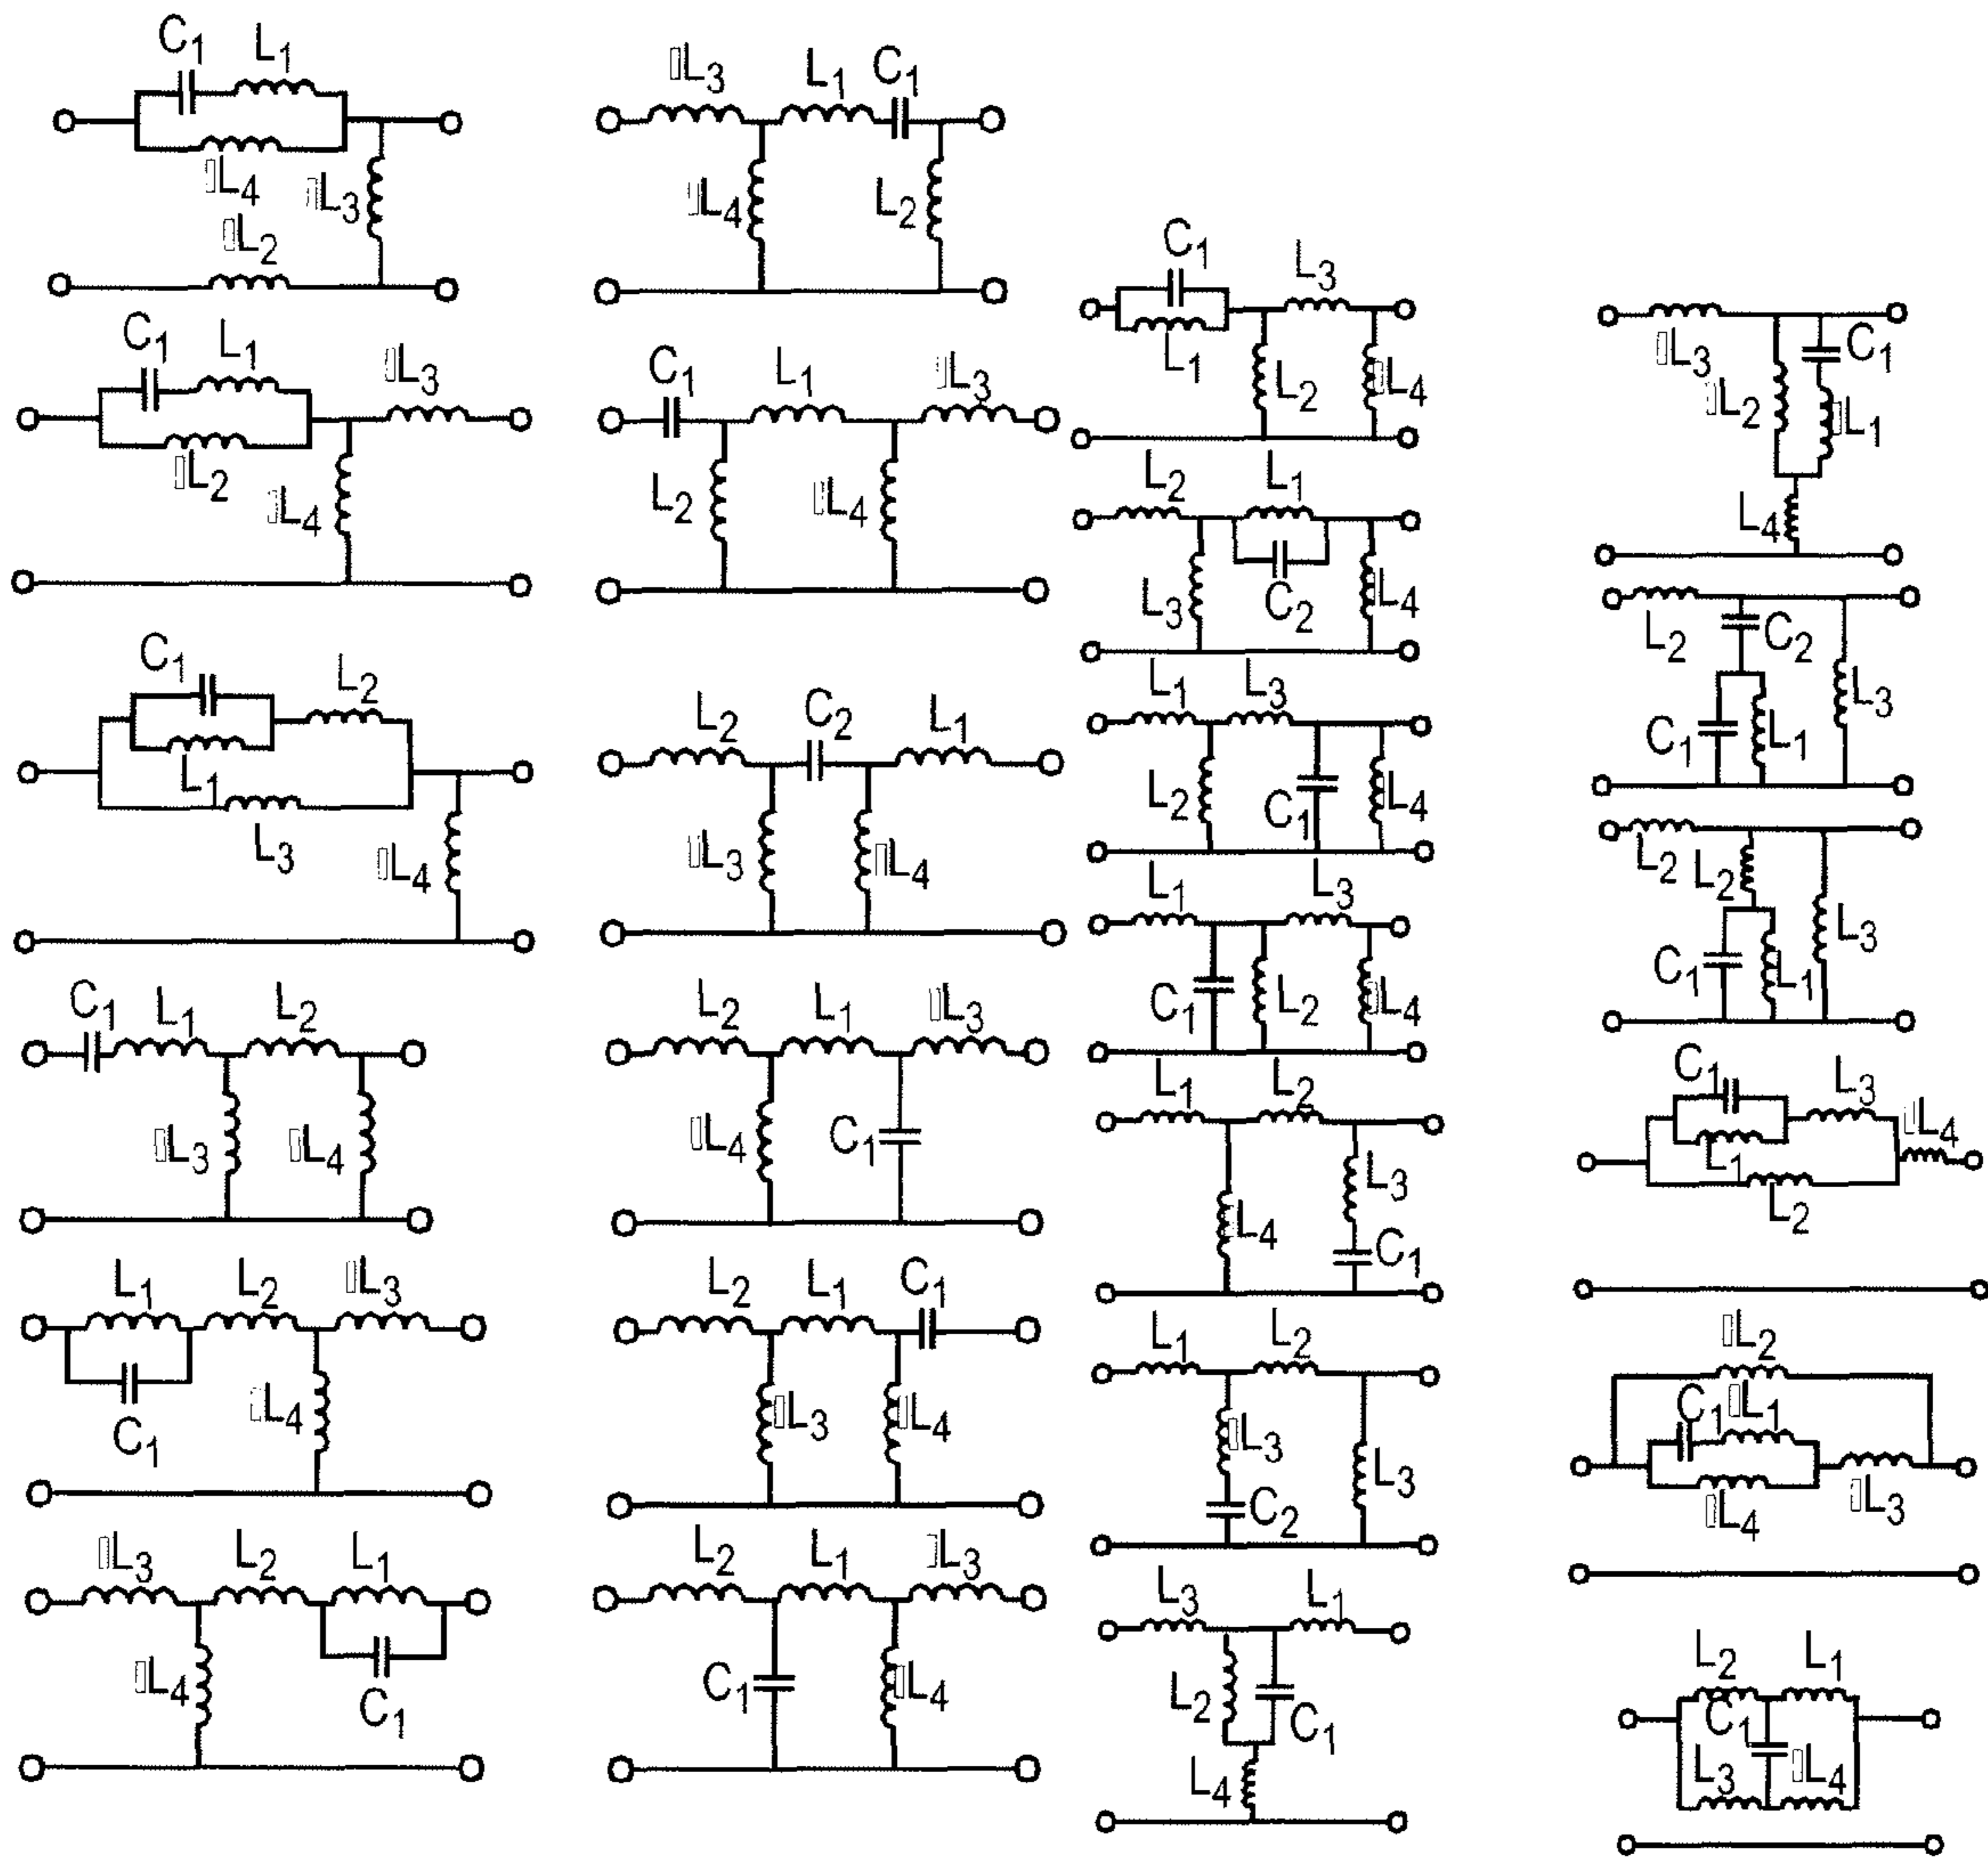 C1 L1
L4 L3
L2
C1 L1 L3
L2 L4
C1 L2
L1
L3 L4
C1 L1 L2
L3 L4
L1 L2 L3
C1 L4
L3 L2 L1
L4 C1
L3 L1 C1
L4 L2
C1 L1 L3
L2 L4
L2 C2 L1
L3 L4
L2 L1 L3
L4 C1
L2 L1 C1
L3 L4
L2 L1 L3
C1 L4
C1 L3
L1 L2 L4
L2 L1
L3 C2 L4
L1 L3
L2 C1 L4
L1 L3
C1 L2 L4
L1 L2
L4 L3
C1
L1 L2
L3 L3
C2
L3 L1
L2 C1
L4
L3 C1
L2 L1
L4
L2 C2
C1 L1 L3
L2 L2
C1 L1 L3
C1 L3
L1 L4
L2
L2
C1 L1
L4 L3
L2 L1
C1
L3 L4